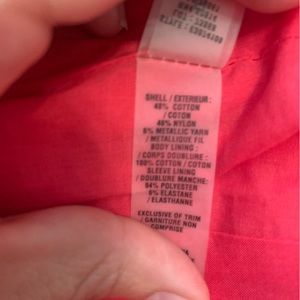 SHELL / EXTERIEUR :
48% COTTON
/ COTON
46% NYLON
6% METALLIC YARN
/ METALLIQUE FIL
BODY LINING :
/ CORPS DOUBLURE :
100% COTTON / COTON
SLEEVE LINING
/ DOUBLURE MANCHE:
94% POLYESTER
6% ELASTANE
/ ELASTHANNE
EXCLUSIVE OF TRIM
/ GARNITURE NON
COMPRISE